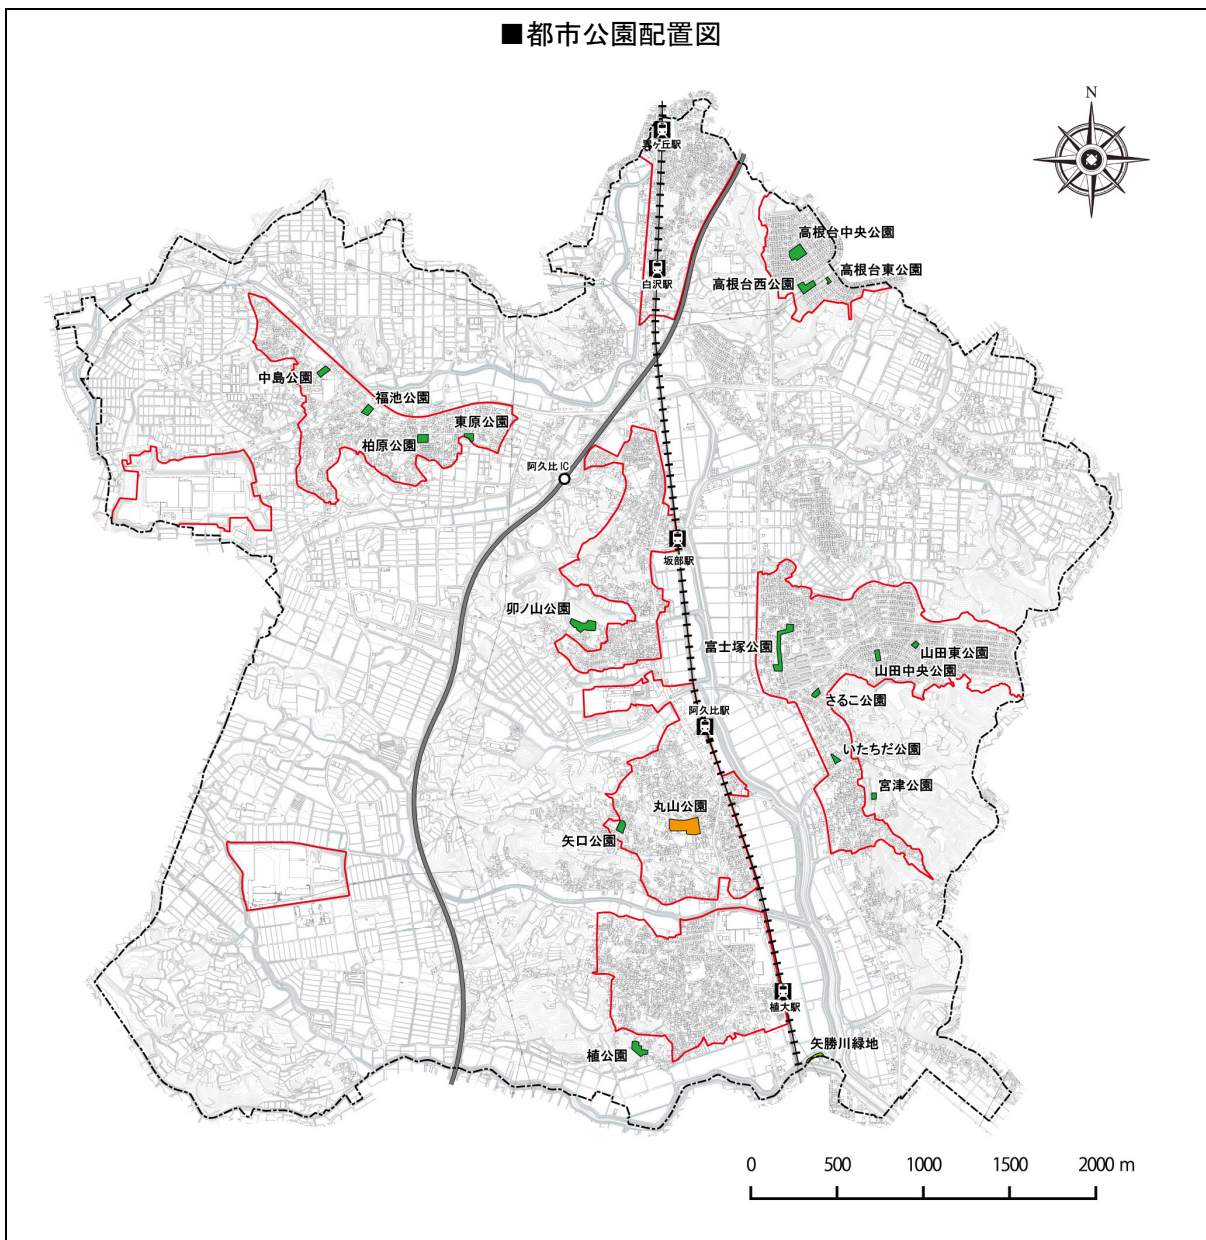 ■都市公園配置図
N
巽ヶ丘駅
高根台中央公園
高根台東公園
白沢駅
高根台西公園
中島公園
福池公園
東原公園
柏原公園
阿久比IC
坂部駅
卯ノ山公園
富士塚公園
山田東公園
山田中央公園
さるこ公園
阿久比駅
いたちだ公園
宮津公園
丸山公園
矢口公園
植大駅
矢勝川緑地
植公園
0 500 1000 1500 2000 m